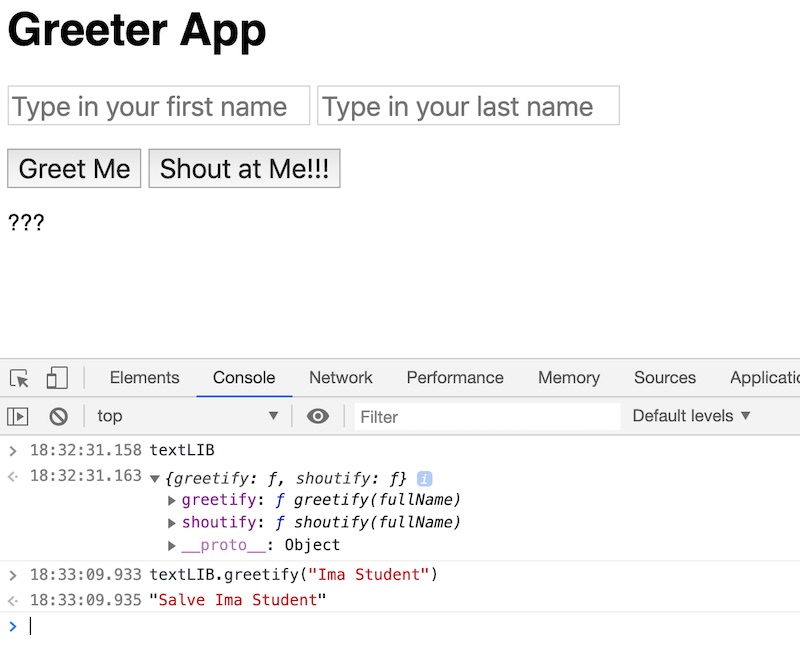 Greeter App
Type in your first name Type in your last name
Greet Me Shout at Me!!!
???
Elements Console Network Performance Memory Sources Applicatio
top ▼ Filter Default levels ▼
> 18:32:31.158 textLIB
18:32:31.163 ▼{greetify: ƒ, shoutify: ƒ} i
▶ greetify: ƒ greetify(fullName)
▶ shoutify: ƒ shoutify(fullName)
▶ __proto__: Object
> 18:33:09.933 textLIB.greetify("Ima Student")
18:33:09.935 "Salve Ima Student"
>